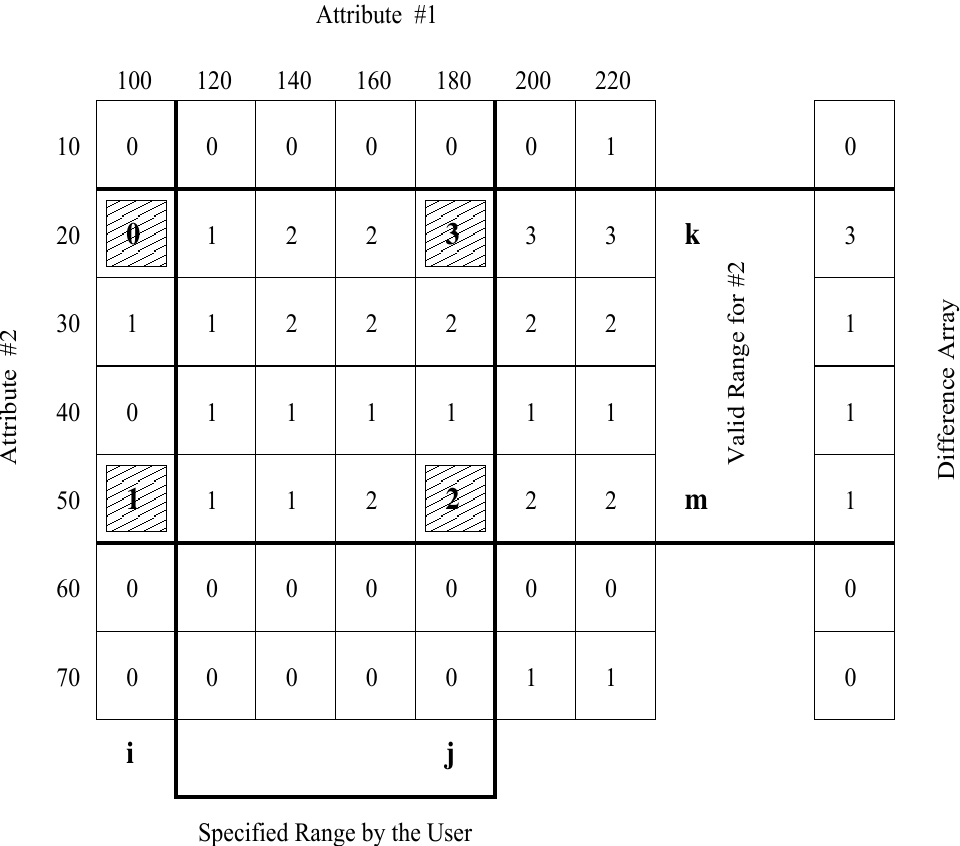 Attribute #1
100 120 140 160 180 200 220
10 0 0 0 0 0 0 1 0
20 0 1 2 2 3 3 3 k 3
30 1 1 2 2 2 2 2 1
40 0 1 1 1 1 1 1 1
50 1 1 1 2 2 2 2 m 1
60 0 0 0 0 0 0 0 0
70 0 0 0 0 0 1 1 0
Attribute #2
Valid Range for #2
Difference Array
i j
Specified Range by the User